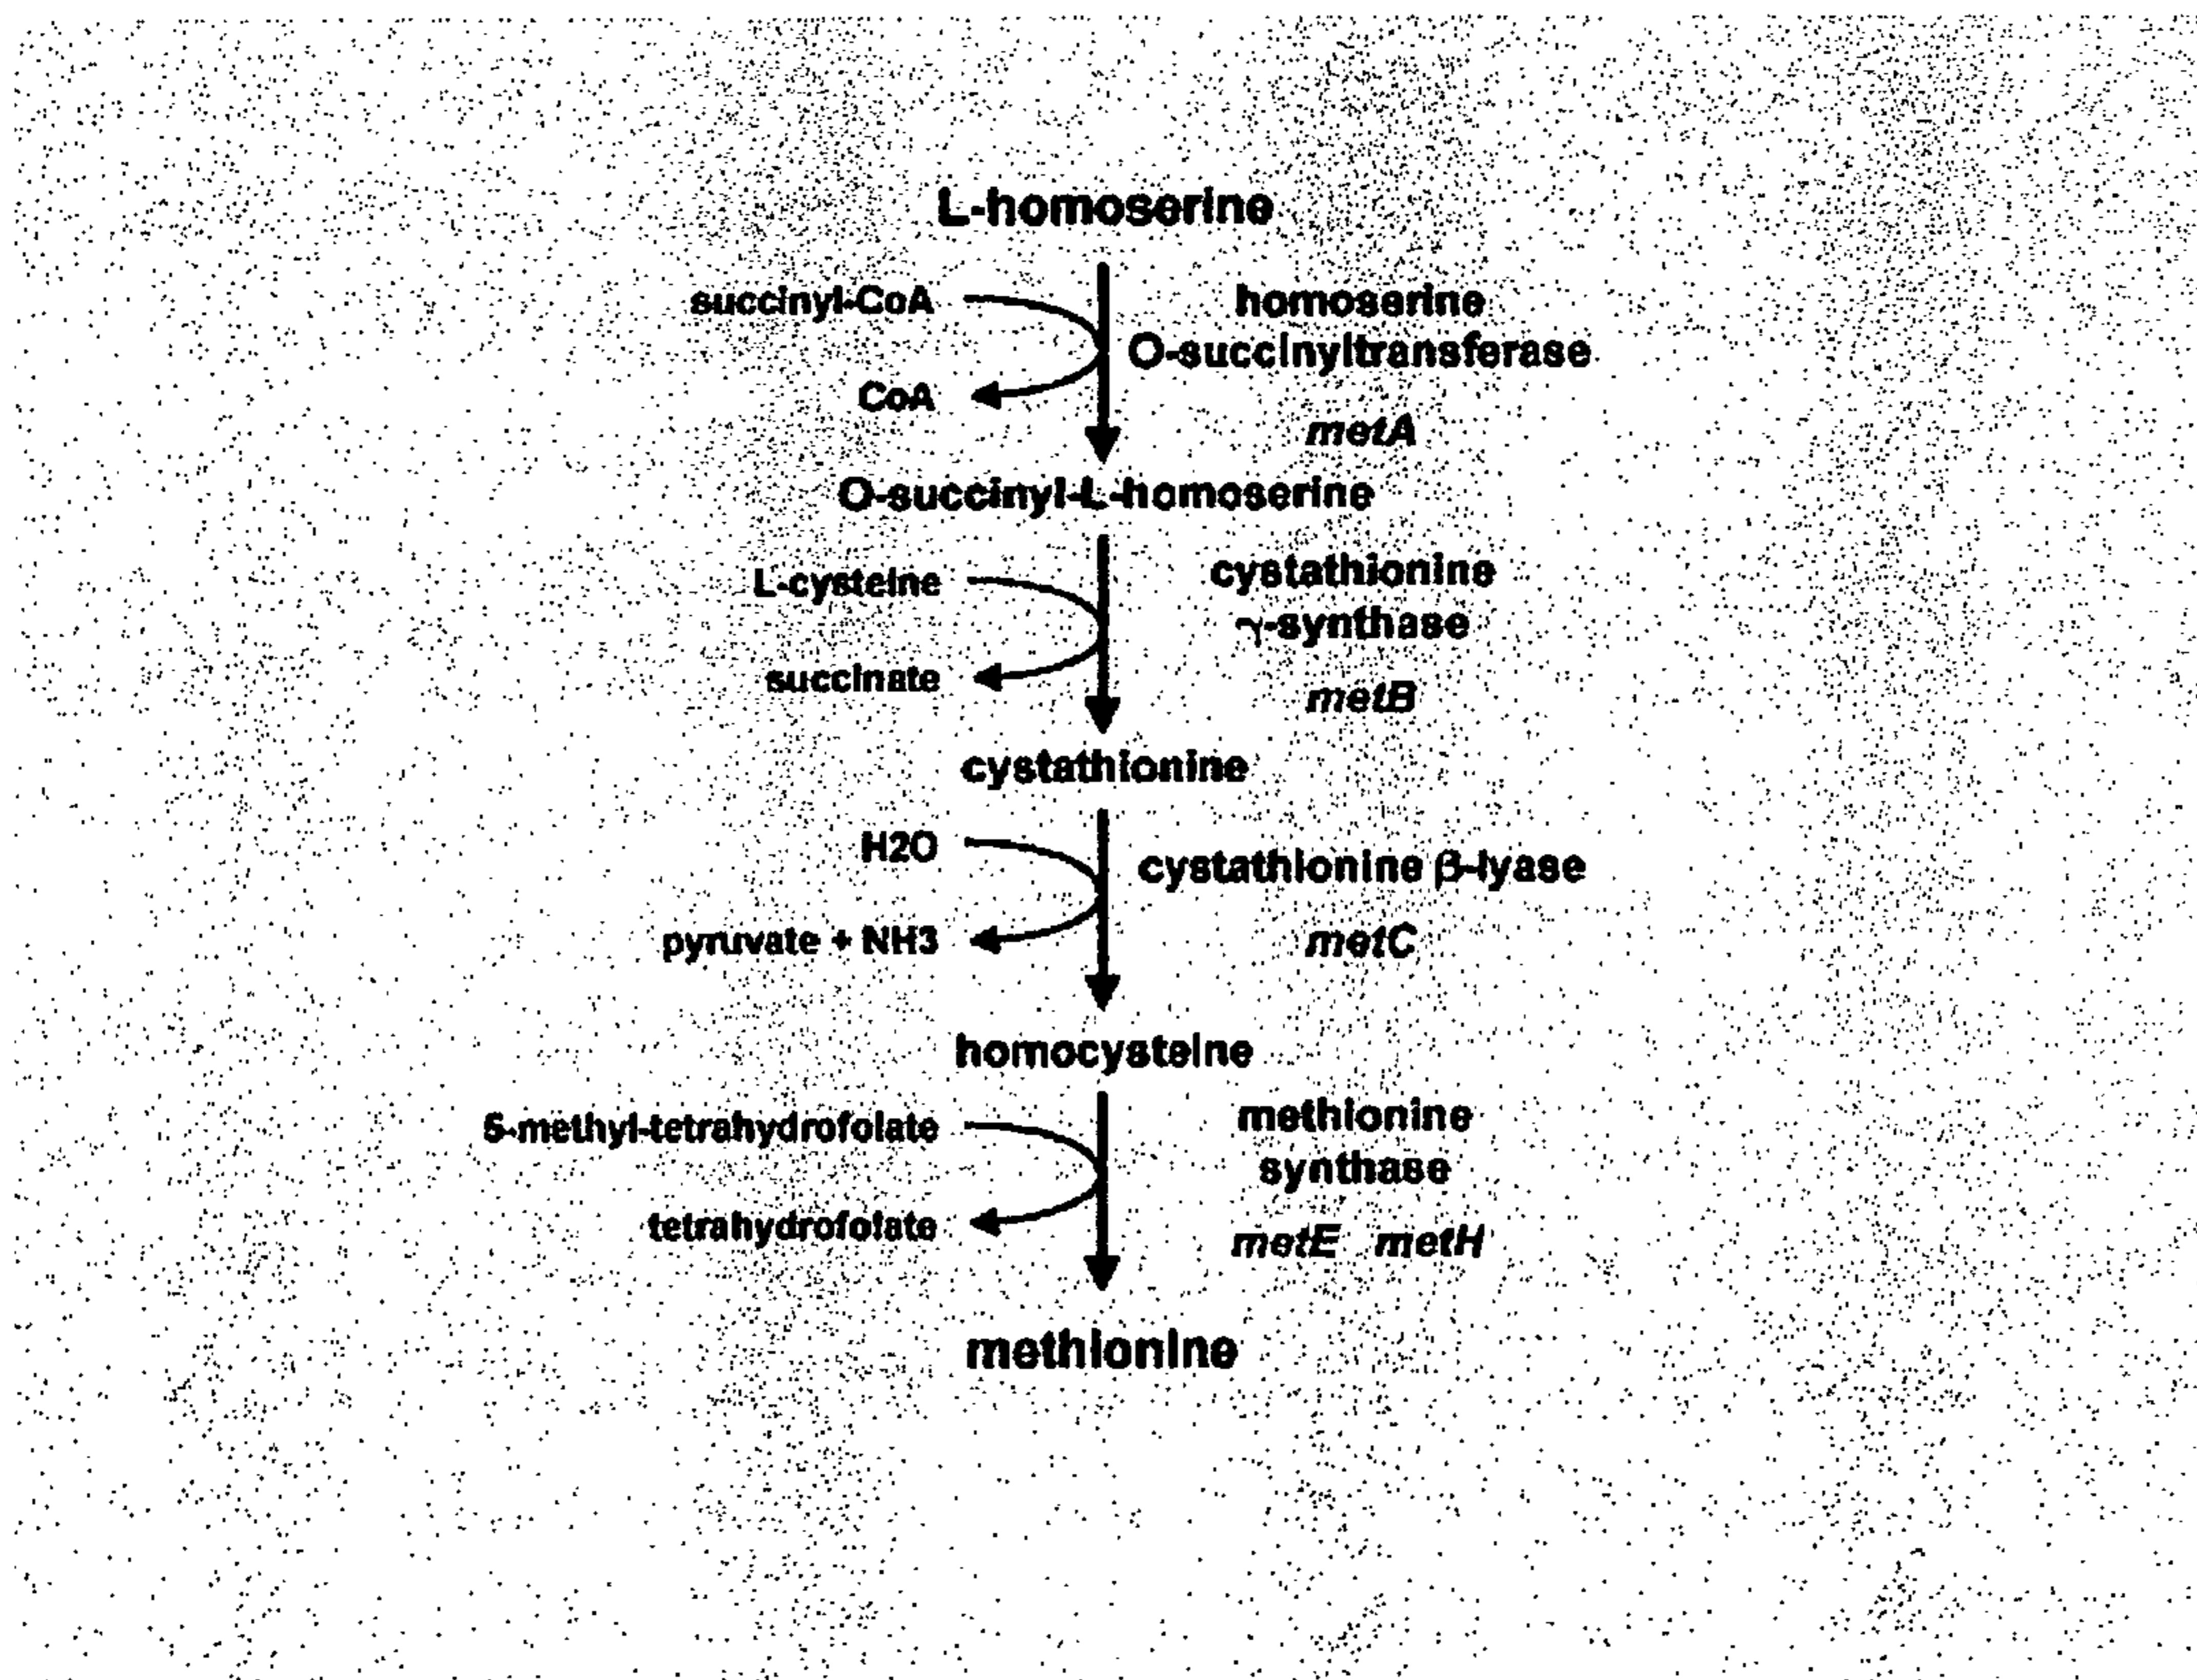 L-homoserine
succinyl-CoA
homoserine
O-succinyltransferase
CoA
metA
O-succinyl-L-homoserine
L-cysteine
cystathionine
γ-synthase
succinate
metB
cystathionine
H2O
cystathionine β-lyase
pyruvate + NH3
metC
homocysteine
5-methyl-tetrahydrofolate
methionine
synthase
tetrahydrofolate
metE metH
methionine